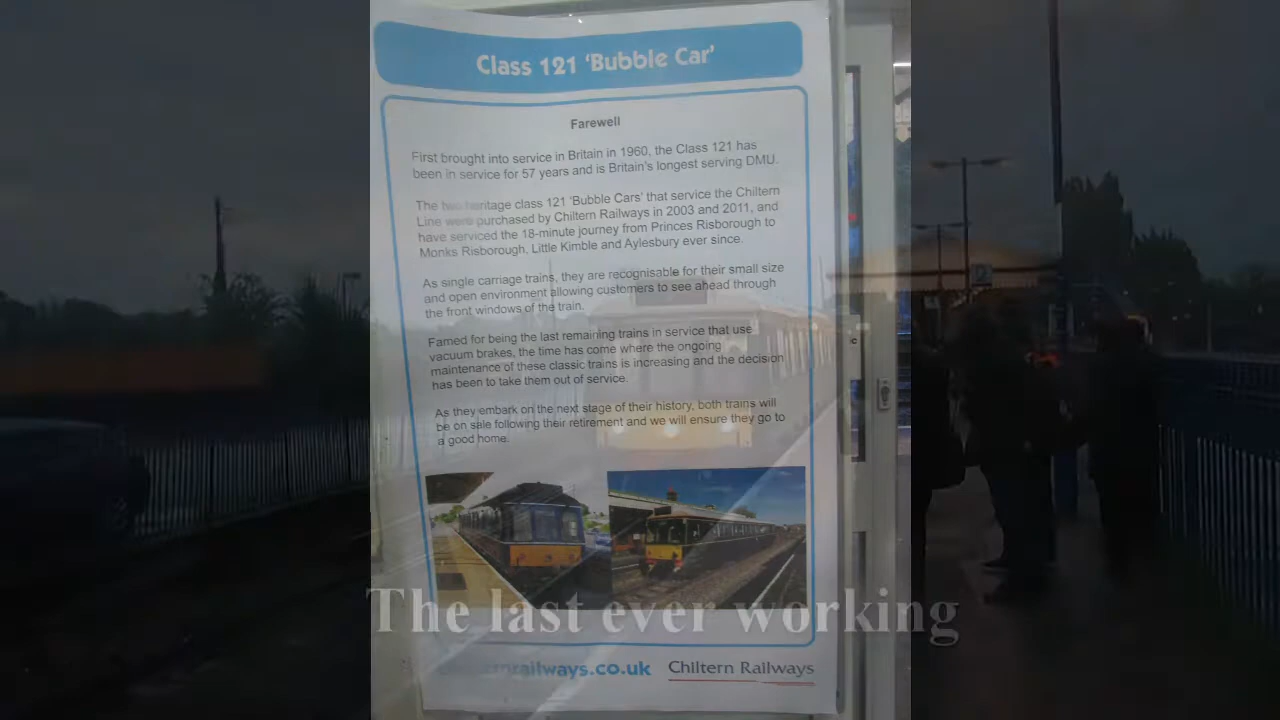 Class 121 'Bubble Car'
Farewell
First brought into service in Britain in 1960, the Class 121 has
been in service for 57 years and is Britain's longest serving DMU.
The two heritage class 121 'Bubble Cars' that service the Chiltern
Line were purchased by Chiltern Railways in 2003 and 2011, and
have serviced the 18-minute journey from Princes Risborough to
Monks Risborough, Little Kimble and Aylesbury ever since.
As single carriage trains, they are recognisable for their small size
and open environment allowing customers to see ahead through
the front windows of the train.
Famed for being the last remaining trains in service that use
vacuum brakes, the time has come where the ongoing
maintenance of these classic trains is increasing and the decision
has been to take them out of service.
As they embark on the next stage of their history, both trains will
be on sale following their retirement and we will ensure they go to
a good home.
The last ever working
chilternrailways.co.uk Chiltern Railways